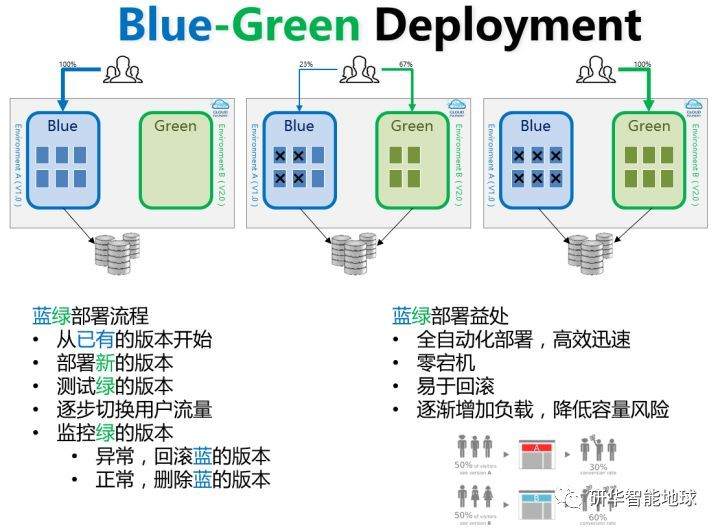 Blue-Green Deployment
100%
CLOUD FOUNDRY
Environment A (V1.0)
Blue
Green
Environment B (V2.0)
23%
67%
CLOUD FOUNDRY
Environment A (V1.0)
Blue
Green
Environment B (V2.0)
100%
CLOUD FOUNDRY
Environment A (V1.0)
Blue
Green
Environment B (V2.0)
蓝绿部署流程
• 从已有的版本开始
• 部署新的版本
• 测试绿的版本
• 逐步切换用户流量
• 监控绿的版本
• 异常，回滚蓝的版本
• 正常，删除蓝的版本
蓝绿部署益处
• 全自动化部署，高效迅速
• 零宕机
• 易于回滚
• 逐渐增加负载，降低容量风险
50% of visitors see version A
A
30% conversion rate
50% of visitors see version B
B
60% conversion rate
研华智能地球